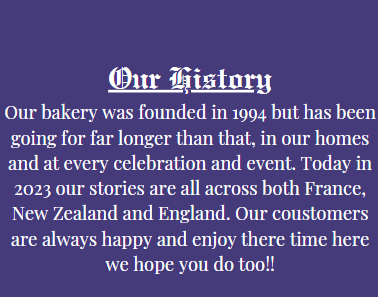 Our History
Our bakery was founded in 1994 but has been
going for far longer than that, in our homes
and at every celebration and event. Today in
2023 our stories are all across both France,
New Zealand and England. Our coustomers
are always happy and enjoy there time here
we hope you do too!!